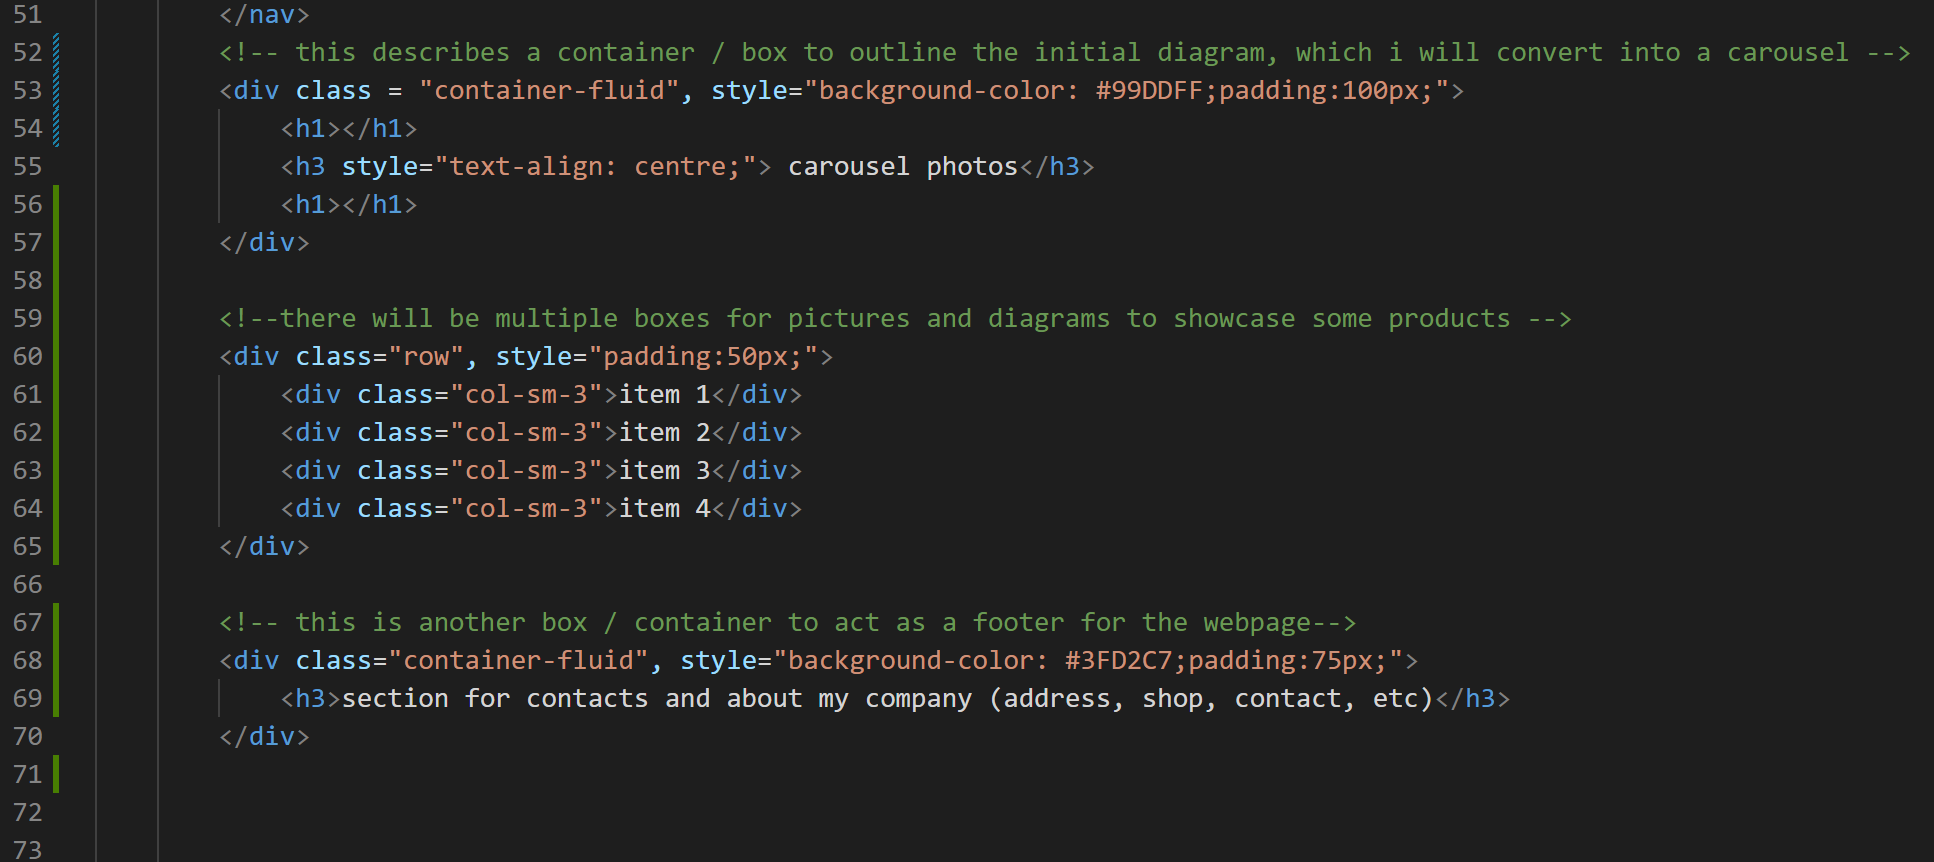 51 </nav>
52 <!-- this describes a container / box to outline the initial diagram, which i will convert into a carousel -->
53 <div class = "container-fluid", style="background-color: #99DDFF;padding:100px;">
54 <h1></h1>
55 <h3 style="text-align: centre;"> carousel photos</h3>
56 <h1></h1>
57 </div>
58
59 <!--there will be multiple boxes for pictures and diagrams to showcase some products -->
60 <div class="row", style="padding:50px;">
61 <div class="col-sm-3">item 1</div>
62 <div class="col-sm-3">item 2</div>
63 <div class="col-sm-3">item 3</div>
64 <div class="col-sm-3">item 4</div>
65 </div>
66
67 <!-- this is another box / container to act as a footer for the webpage-->
68 <div class="container-fluid", style="background-color: #3FD2C7;padding:75px;">
69 <h3>section for contacts and about my company (address, shop, contact, etc)</h3>
70 </div>
71
72
73